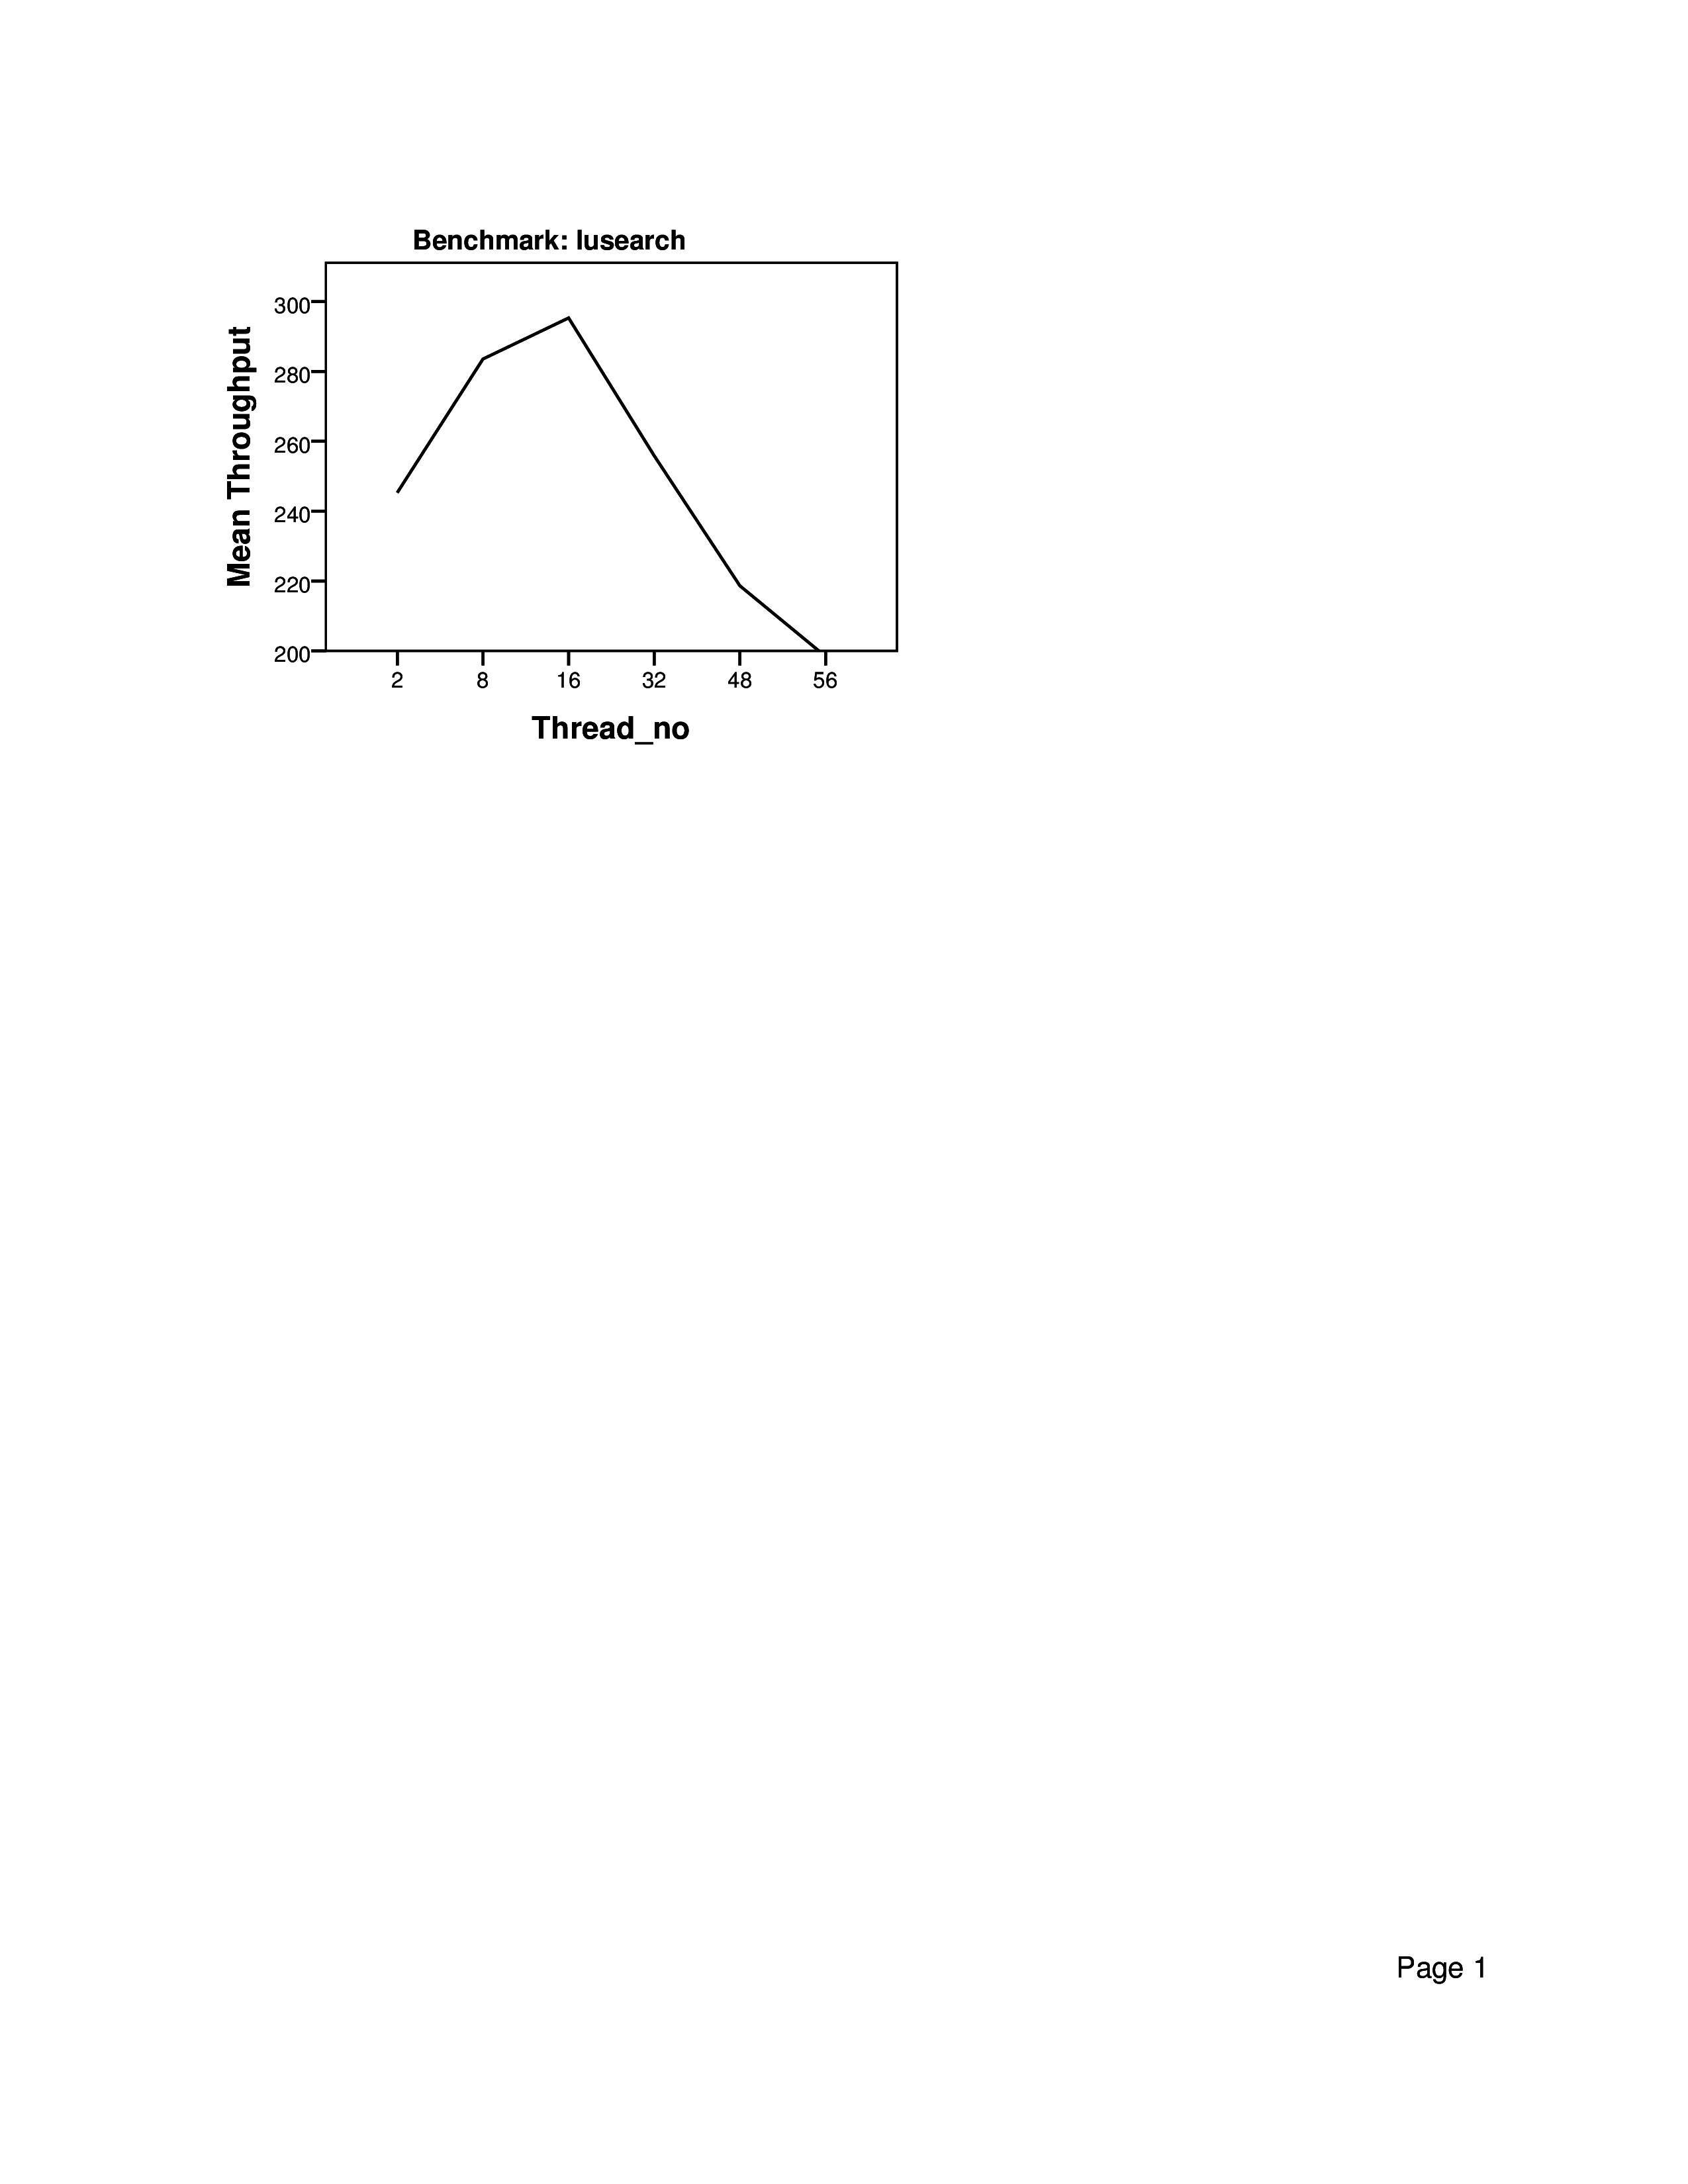 Benchmark: lusearch
Mean Throughput
300
280
260
240
220
200
2 8 16 32 48 56
Thread_no
Page 1